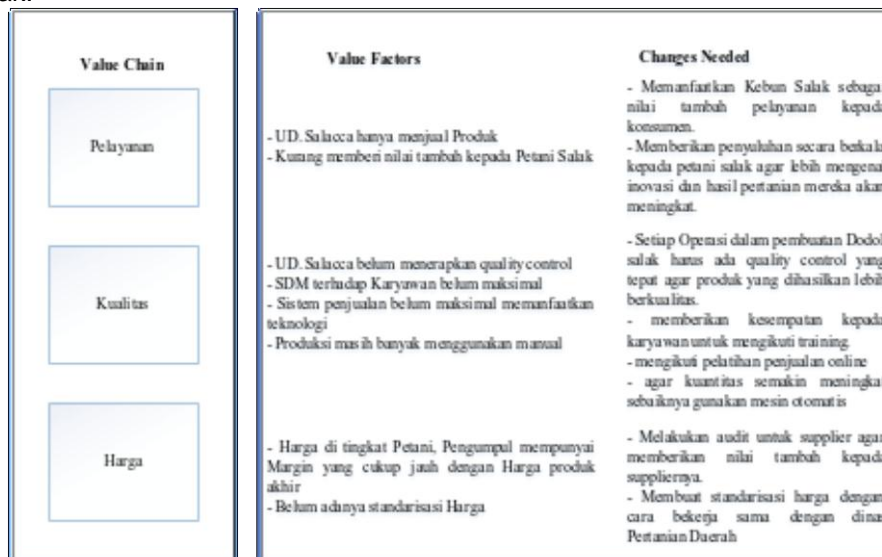 Value Chain
Pelayanan
Kualitas
Harga
Value Factors
- UD. Salacca hanya menjual Produk
- Kurang memberi nilai tambah kepada Petani Salak
- UD. Salacca belum menerapkan quality control
- SDM terhadap Karyawan belum maksimal
- Sistem penjualan belum maksimal memanfaatkan
teknologi
- Produksi masih banyak menggunakan manual
- Harga di tingkat Petani, Pengumpul mempunyai
Margin yang cukup jauh dengan Harga produk
akhir
- Belum adanya standarisasi Harga
Changes Needed
- Memanfaatkan Kebun Salak sebagai
nilai tambah pelayanan kepada
konsumen.
- Memberikan penyuluhan secara berkala
kepada petani salak agar lebih mengenal
inovasi dan hasil pertanian mereka akan
meningkat.
- Setiap Operasi dalam pembuatan Dodol
salak harus ada quality control yang
tepat agar produk yang dihasilkan lebih
berkualitas.
- memberikan kesempatan kepada
karyawan untuk mengikuti training.
- mengikuti pelatihan penjualan online
- agar kuantitas semakin meningkat
sebaiknya gunakan mesin otomatis
- Melakukan audit untuk supplier agar
memberikan nilai tambah kepada
suppliernya.
- Membuat standarisasi harga dengan
cara bekerja sama dengan dinas
Pertanian Daerah